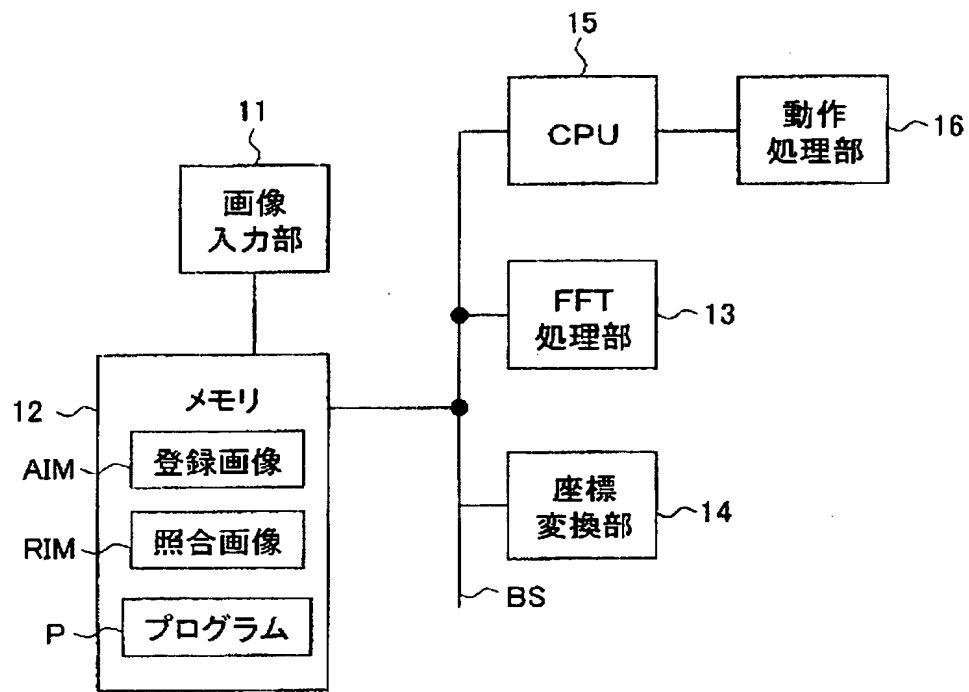 15
CPU
動作
処理部
16
11
画像
入力部
FFT
処理部
13
12
メモリ
AIM
登録画像
RIM
照合画像
P
プログラム
座標
変換部
14
BS